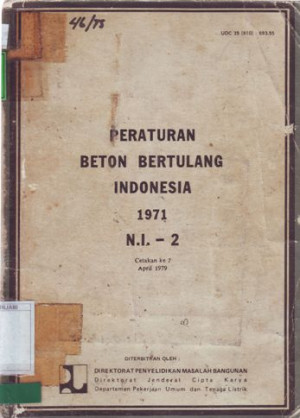 46/75
PERATURAN
BETON BERTULANG
INDONESIA
1971
N.I. – 2
Cetakan ke 7
April 1979
DITERBITKAN OLEH :
DIREKTORAT PENYELIDIKAN MASALAH BANGUNAN
Direktorat Jenderal Cipta Karya
Departemen Pekerjaan Umum dan Tenaga Listrik